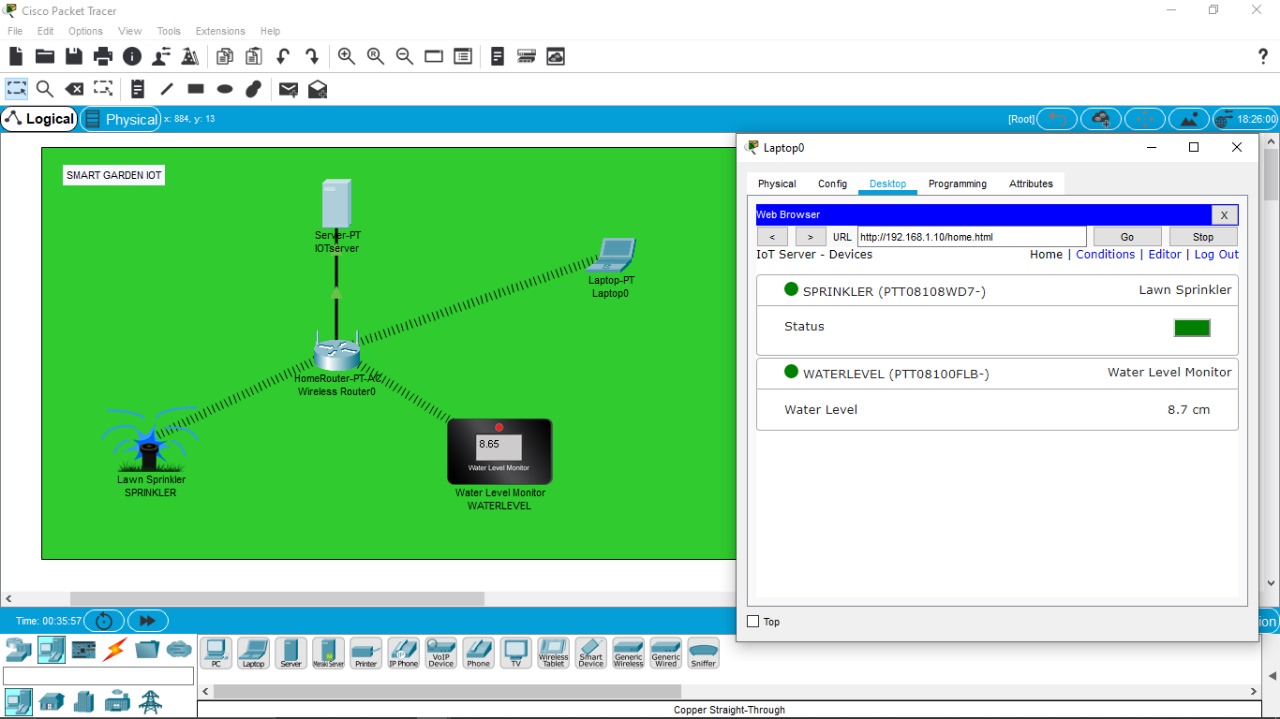 Cisco Packet Tracer
File Edit Options View Tools Extensions Help
?
Logical Physical x: 884, y: 13 [Root] 18:26:00
SMART GARDEN IOT
Server-PT
IOTserver
Laptop-PT
Laptop0
HomeRouter-PT-AC
Wireless Router0
8.65
Water Level Monitor
Lawn Sprinkler
SPRINKLER
Water Level Monitor
WATERLEVEL
Laptop0
Physical Config Desktop Programming Attributes
Web Browser X
< > URL http://192.168.1.10/home.html Go Stop
IoT Server - Devices Home | Conditions | Editor | Log Out
SPRINKLER (PTT08108WD7-) Lawn Sprinkler
Status
WATERLEVEL (PTT08100FLB-) Water Level Monitor
Water Level 8.7 cm
Top
Time: 00:35:57 ion
PC Laptop Server Meraki Server Printer IP Phone VoIP Device Phone TV Wireless Tablet Smart Device Generic Wireless Generic Wired Sniffer
Copper Straight-Through